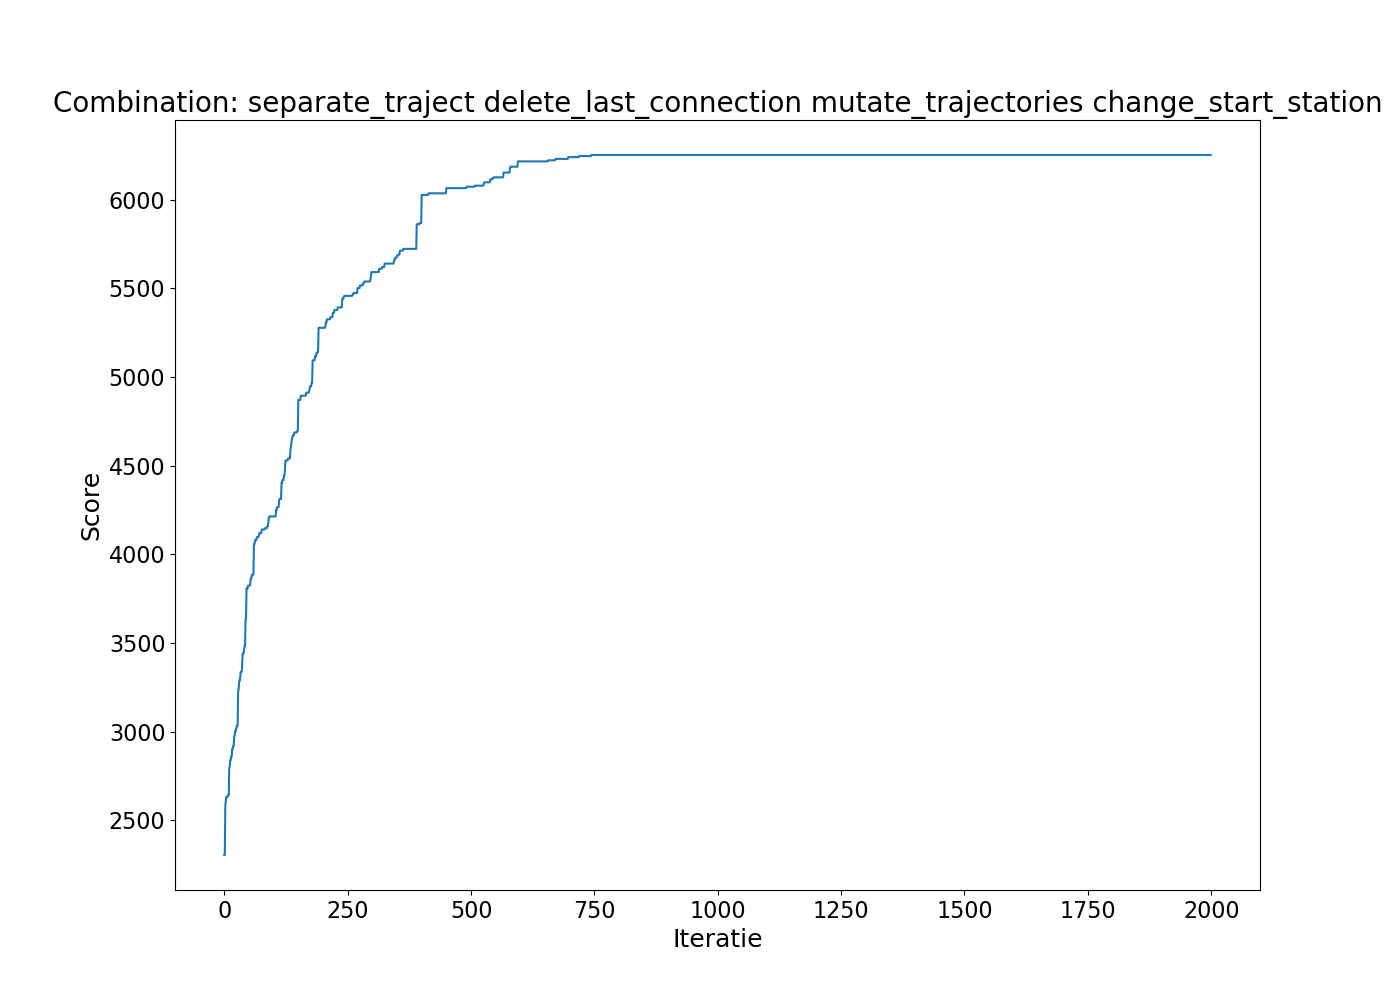 Combination: separate_traject delete_last_connection mutate_trajectories change_start_station
6000
5500
5000
4500
4000
3500
3000
2500
Score
0 250 500 750 1000 1250 1500 1750 2000
Iteratie